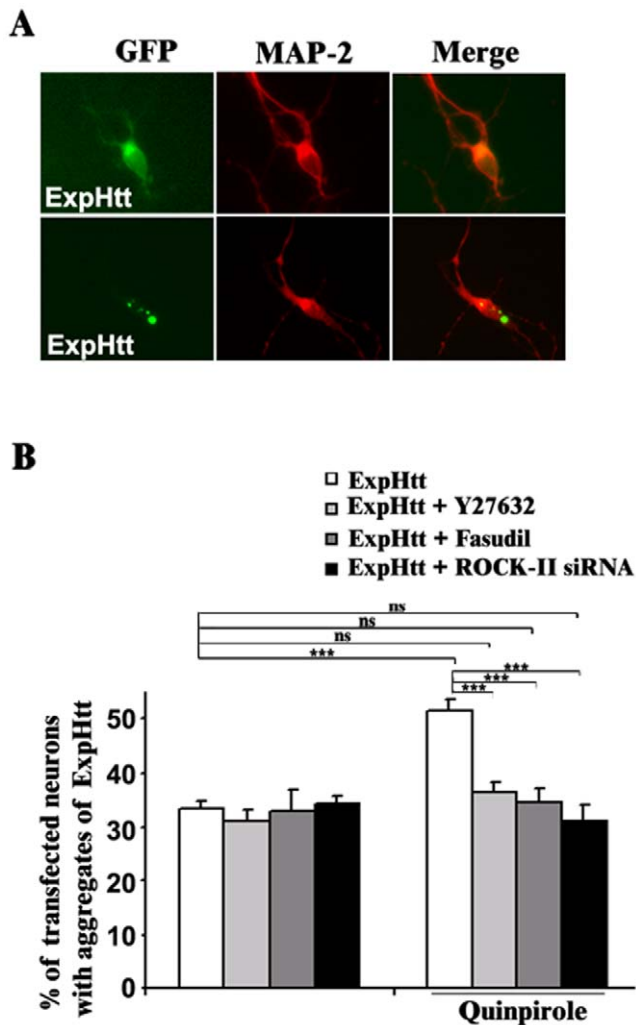 A
GFP MAP-2 Merge
ExpHtt
ExpHtt
B
ExpHtt
ExpHtt + Y27632
ExpHtt + Fasudil
ExpHtt + ROCK-II siRNA
ns
ns
ns
***
***
***
***
% of transfected neurons
with aggregates of ExpHtt
50
40
30
20
10
0
Quinpirole